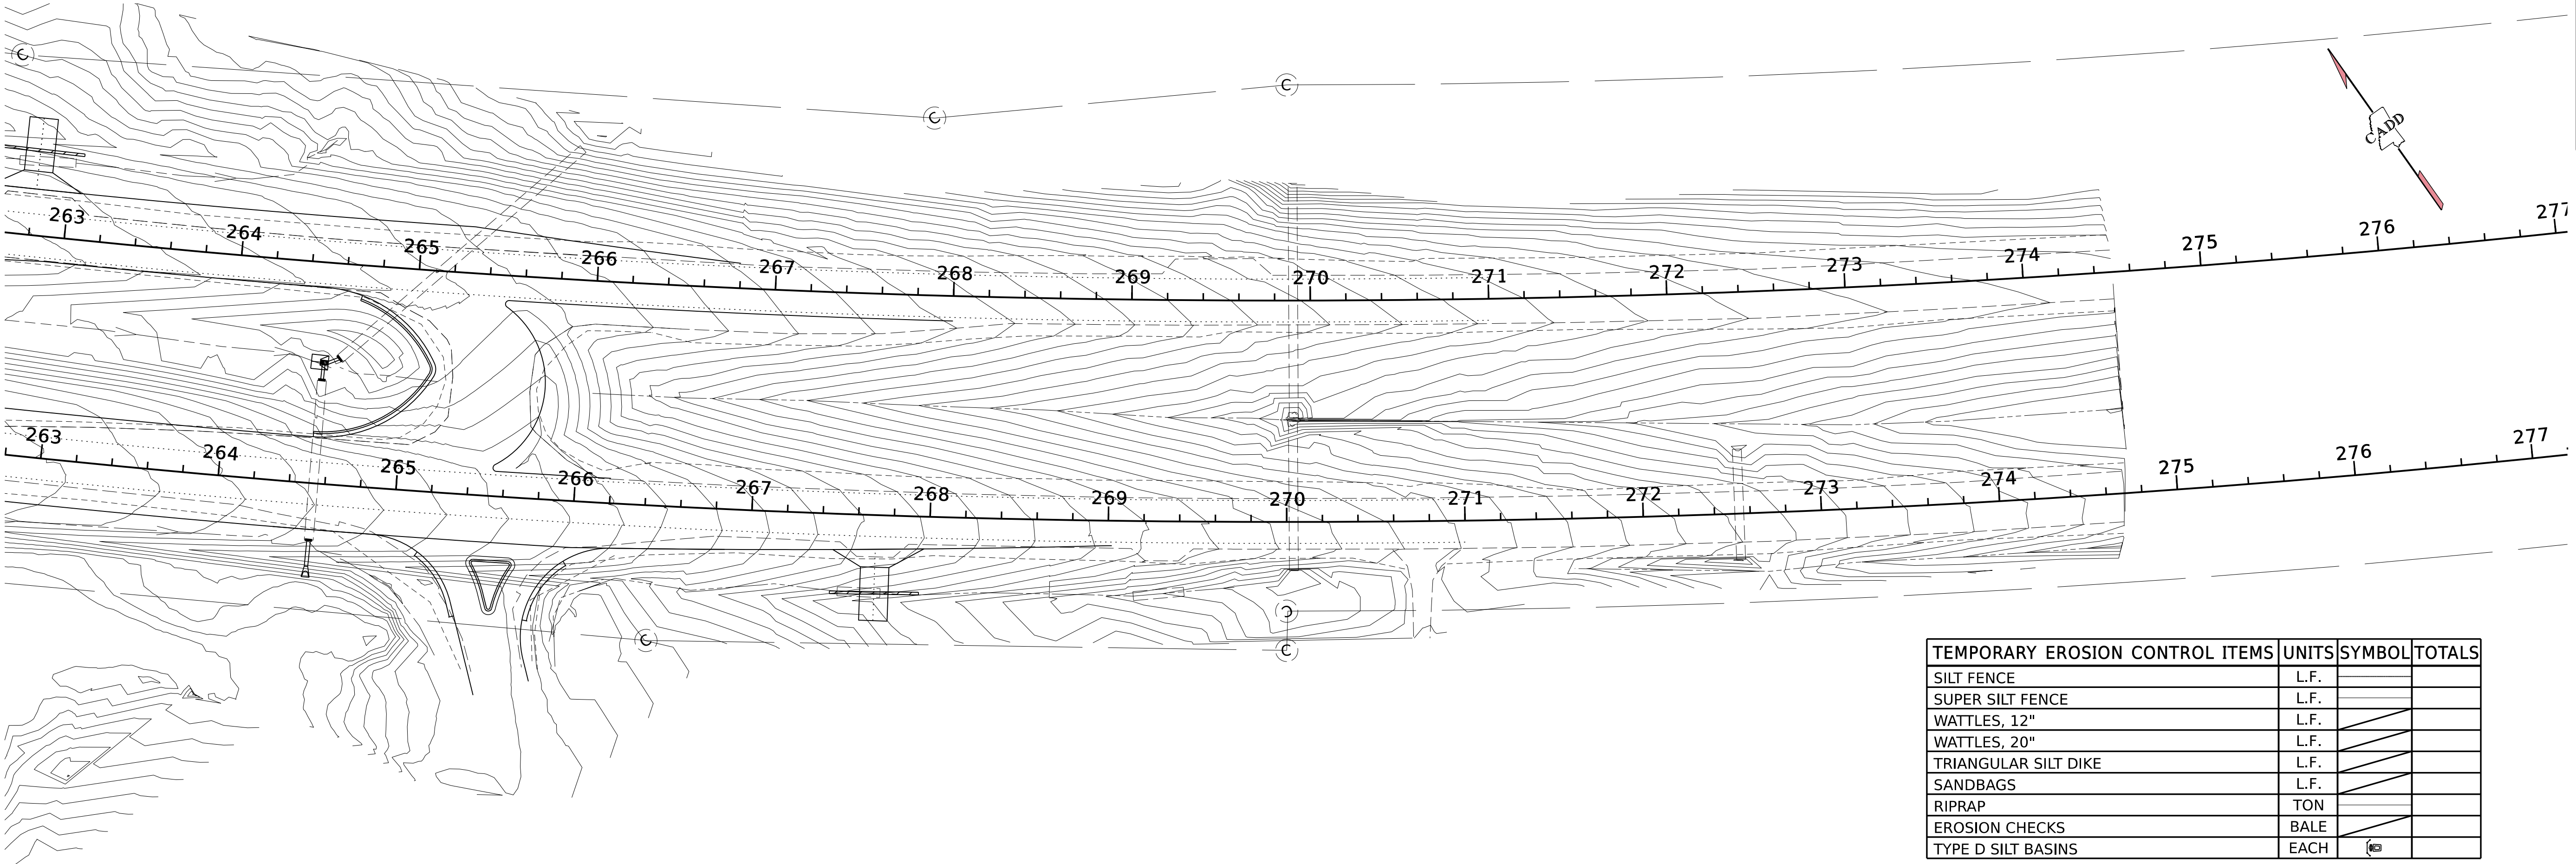 C
C
C
CADD
263
264
265
266
267
268
269
270
271
272
273
274
275
276
277
263
264
265
266
267
268
269
270
271
272
273
274
275
276
277
C
C
C
TEMPORARY EROSION CONTROL ITEMS UNITS SYMBOL TOTALS
SILT FENCE L.F.
SUPER SILT FENCE L.F.
WATTLES, 12" L.F.
WATTLES, 20" L.F.
TRIANGULAR SILT DIKE L.F.
SANDBAGS L.F.
RIPRAP TON
EROSION CHECKS BALE
TYPE D SILT BASINS EACH